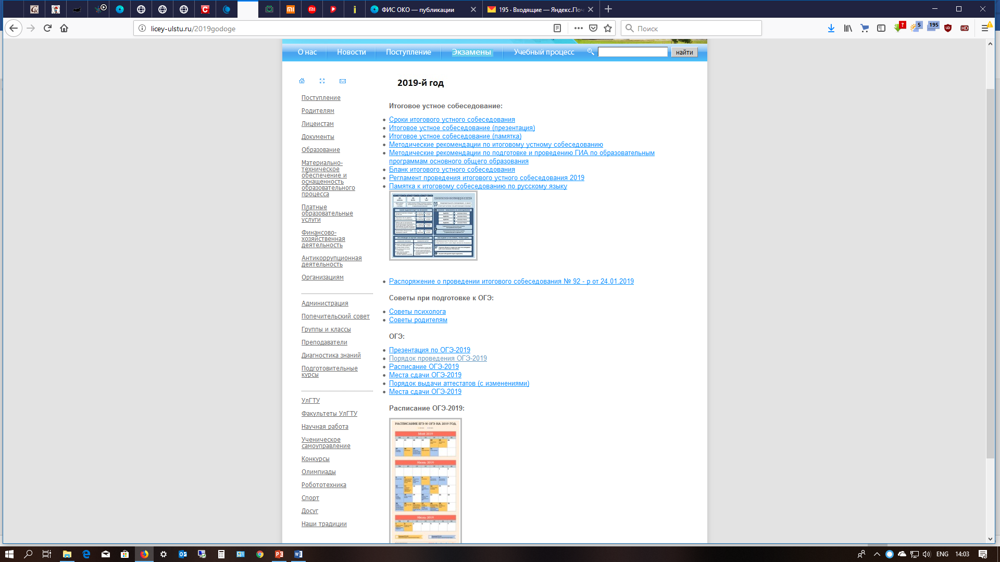 ФИС ОКО — публикации
195 · Входящие — Яндекс.Поч
licey-ulstu.ru/2019godoge
Поиск
5
195
HD
О нас
Новости
Поступление
Экзамены
Учебный процесс
найти
2019-й год
Поступление
Родителям
Лицеистам
Документы
Образование
Материально-
техническое
обеспечение и
оснащенность
образовательного
процесса
Платные
образовательные
услуги
Финансово-
хозяйственная
деятельность
Антикоррупционная
деятельность
Организациям
Администрация
Попечительский совет
Группы и классы
Преподаватели
Диагностика знаний
Подготовительные
курсы
УлГТУ
Факультеты УлГТУ
Научная работа
Ученическое
самоуправление
Конкурсы
Олимпиады
Робототехника
Спорт
Досуг
Наши традиции
Итоговое устное собеседование:
Сроки итогового устного собеседования
Итоговое устное собеседование (презентация)
Итоговое устное собеседование (памятка)
Методические рекомендации по итоговому устному собеседованию
Методические рекомендации по подготовке и проведению ГИА по образовательным
программам основного общего образования
Бланк итогового устного собеседования
Регламент проведения итогового устного собеседования 2019
Памятка к итоговому собеседованию по русскому языку
ИТОГОВОЕ СОБЕСЕДОВАНИЕ
Распоряжение о проведении итогового собеседования № 92 - р от 24.01.2019
Советы при подготовке к ОГЭ:
Советы психолога
Советы родителям
ОГЭ:
Презентация по ОГЭ-2019
Порядок проведения ОГЭ-2019
Расписание ОГЭ-2019
Места сдачи ОГЭ-2019
Порядок выдачи аттестатов (с изменениями)
Места сдачи ОГЭ-2019
Расписание ОГЭ-2019:
РАСПИСАНИЕ ЕГЭ И ОГЭ НА 2019 ГОД
Май 2019
Июнь 2019
Июль 2019
ENG
14:03